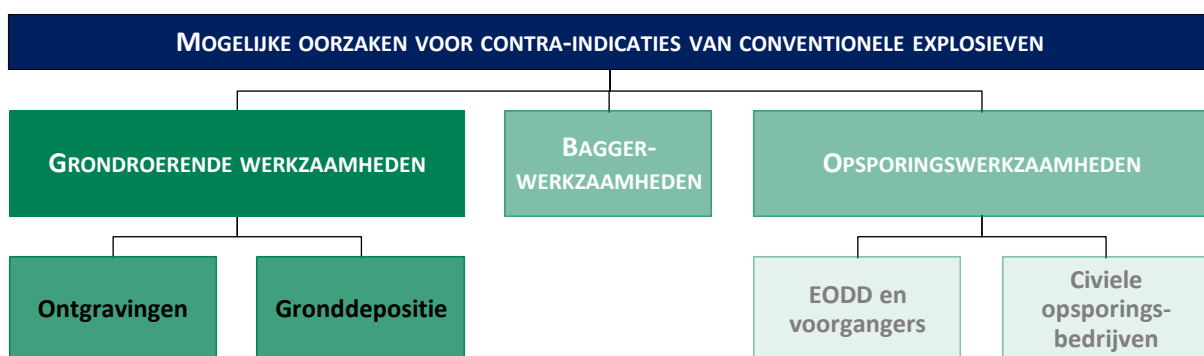 MOGELIJKE OORZAKEN VOOR CONTRA-INDICATIES VAN CONVENTIONELE EXPLOSIEVEN
GRONDROERENDE WERKZAAMHEDEN
BAGGER-
WERKZAAMHEDEN
OPSPORINGSWERKZAAMHEDEN
Ontgravingen
Gronddepositie
EODD en
voorgangers
Civiele
opsporings-
bedrijven